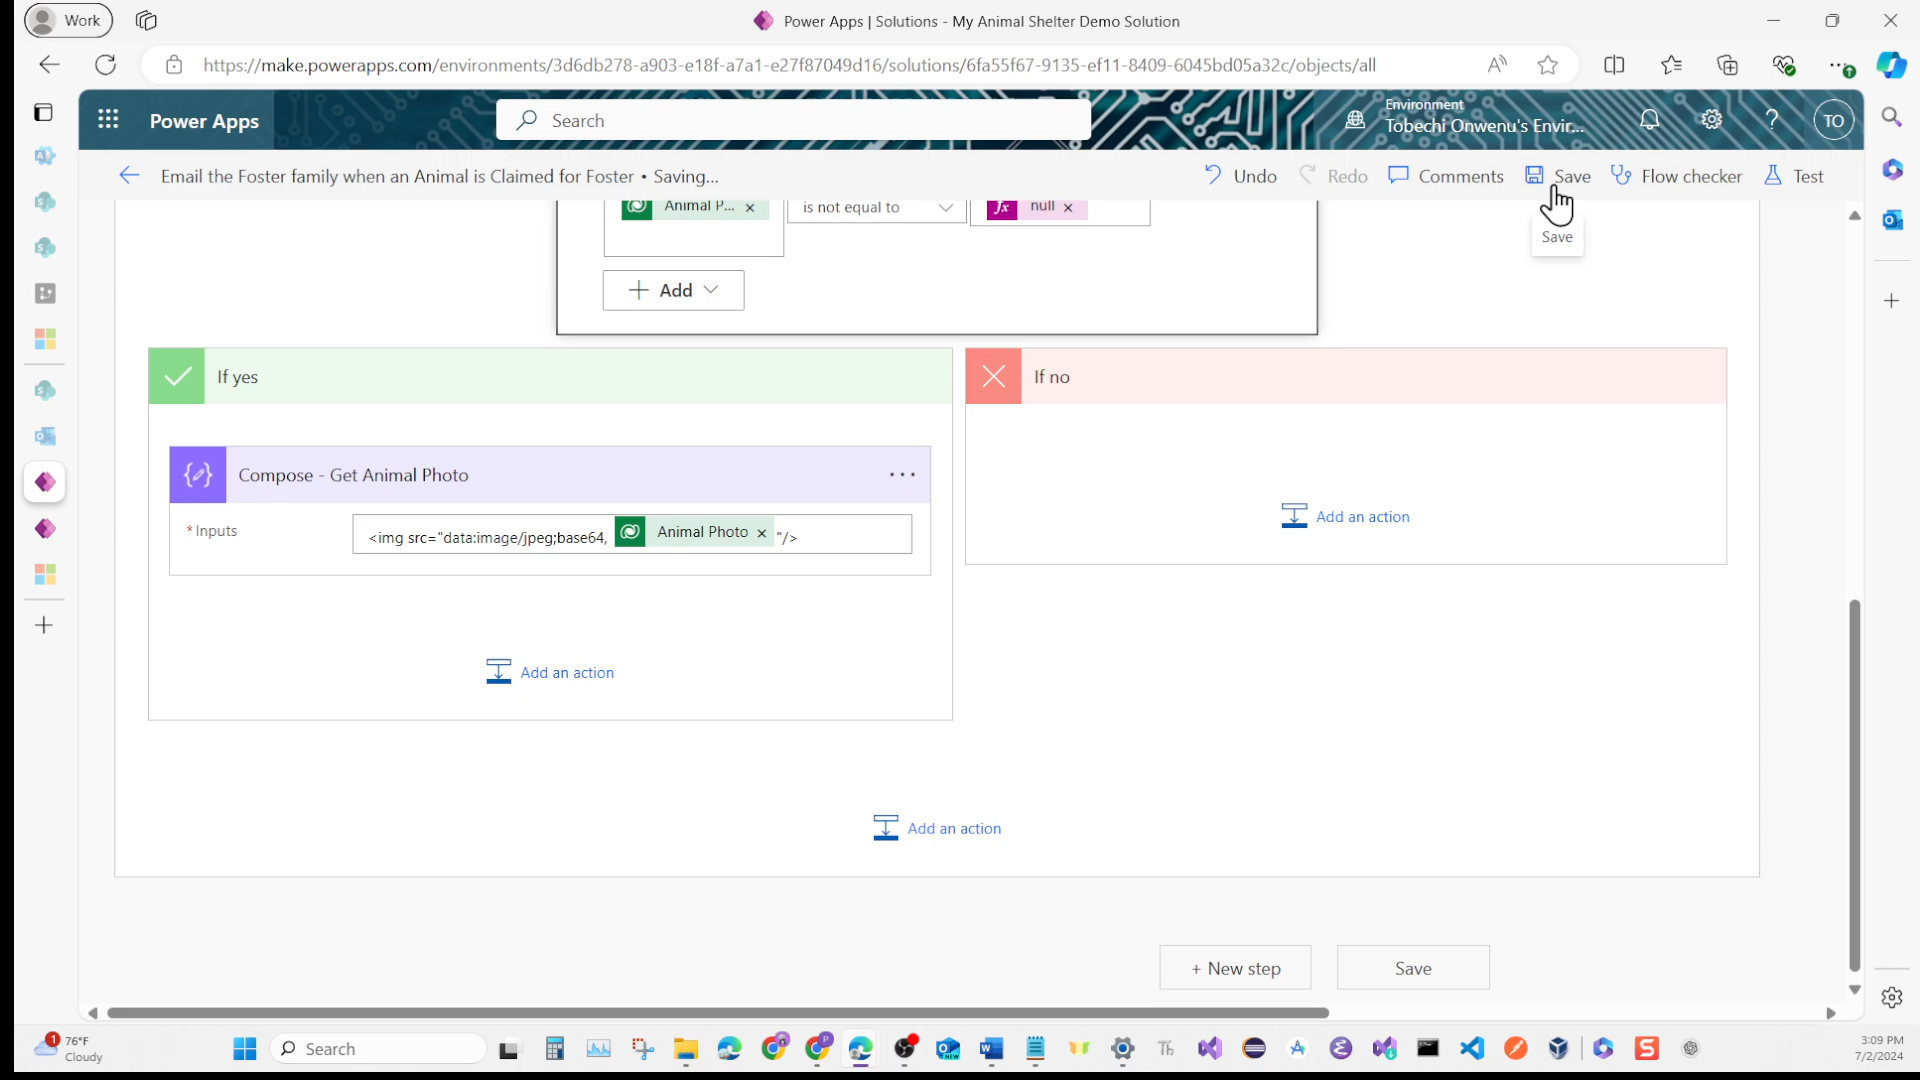 Work
Power Apps | Solutions - My Animal Shelter Demo Solution
https://make.powerapps.com/environments/3d6db278-a903-e18f-a7a1-e27f87049d16/solutions/6fa55f67-9135-ef11-8409-6045bd05a32c/objects/all
Power Apps
Search
Environment
Tobechi Onwenu's Envir...
TO
Email the Foster family when an Animal is Claimed for Foster • Saving...
Undo
Redo
Comments
Save
Flow checker
Test
Animal P... ×
is not equal to
fx null ×
Save
+ Add
If yes
If no
Compose - Get Animal Photo
...
* Inputs
<img src="data:image/jpeg;base64, Animal Photo × "/>
Add an action
Add an action
Add an action
+ New step
Save
1
76°F
Cloudy
Search
Th
3:09 PM
7/2/2024